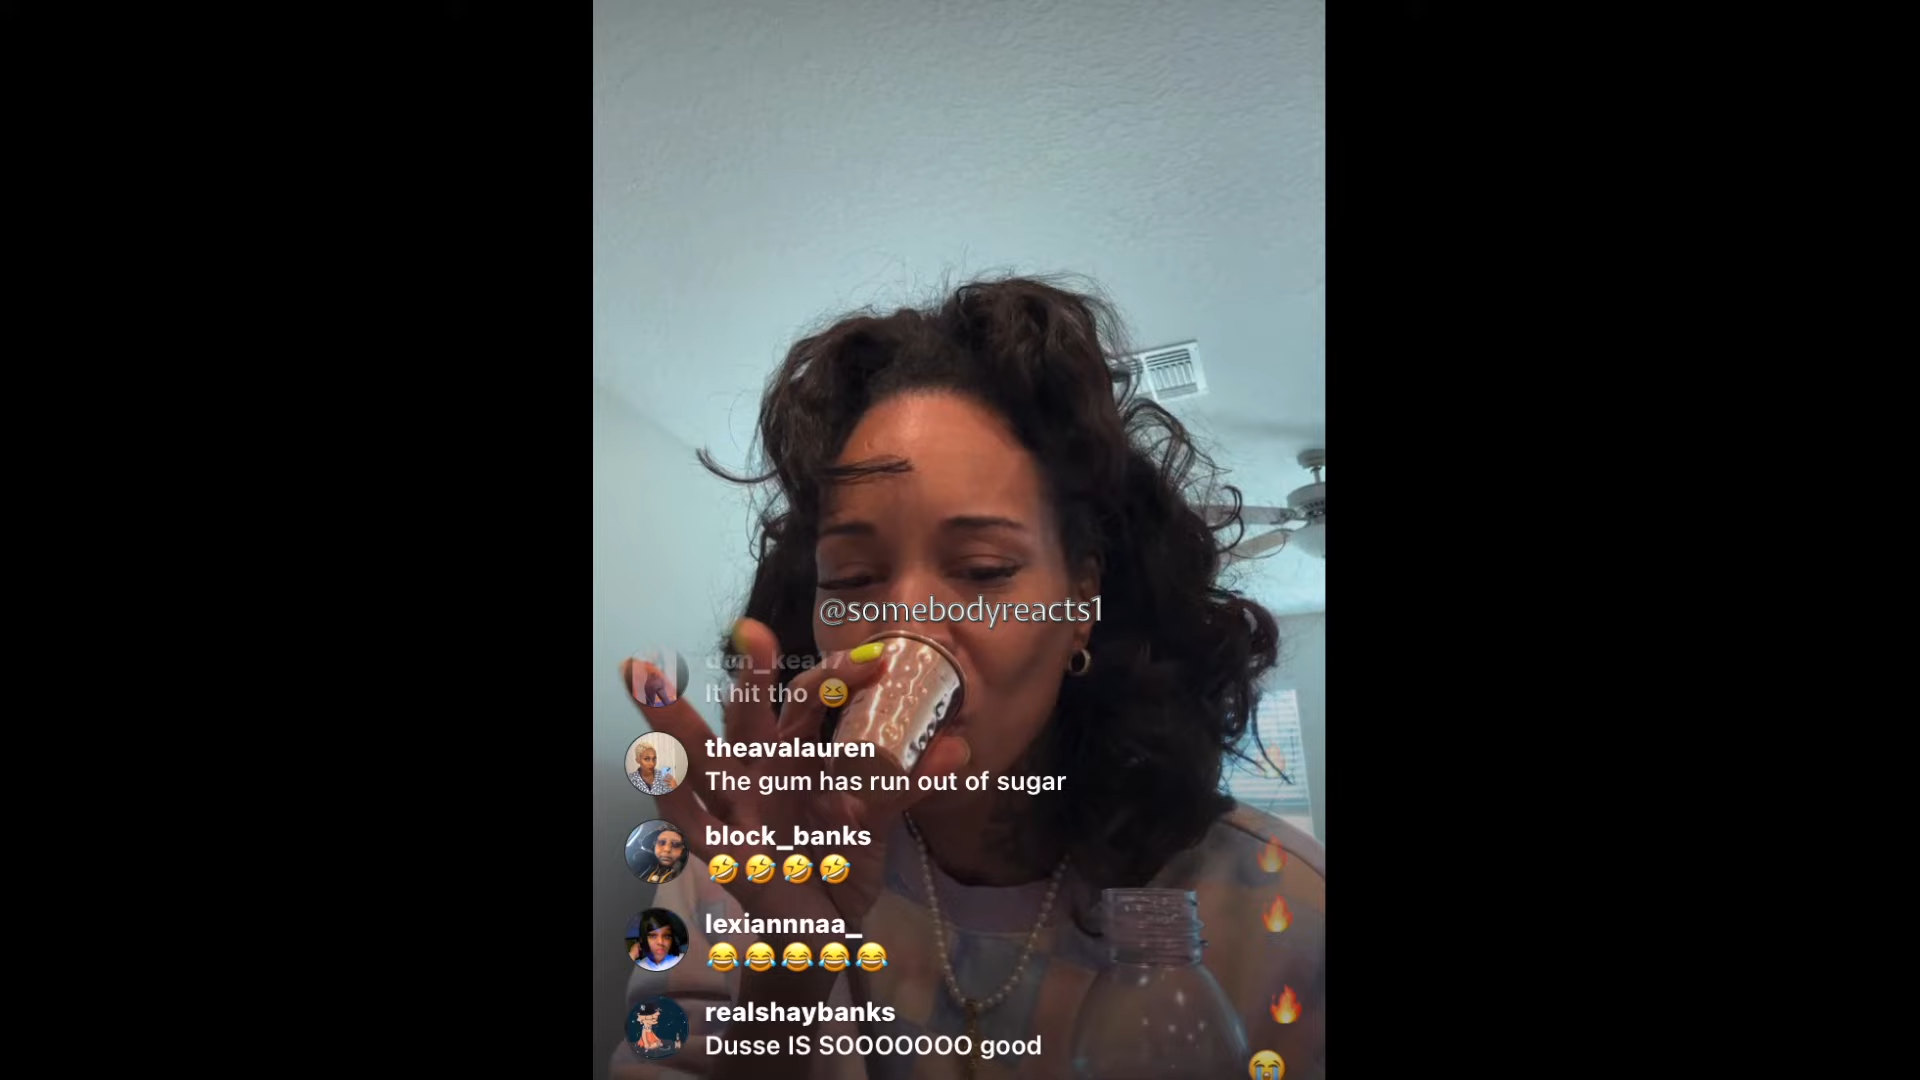 @somebodyreacts1
dim_kea17
It hit tho 😆
theavalauren
The gum has run out of sugar
block_banks
🤣🤣🤣🤣
lexiannnaa_
😂😂😂😂😂
realshaybanks
Dusse IS SOOOOOOO good